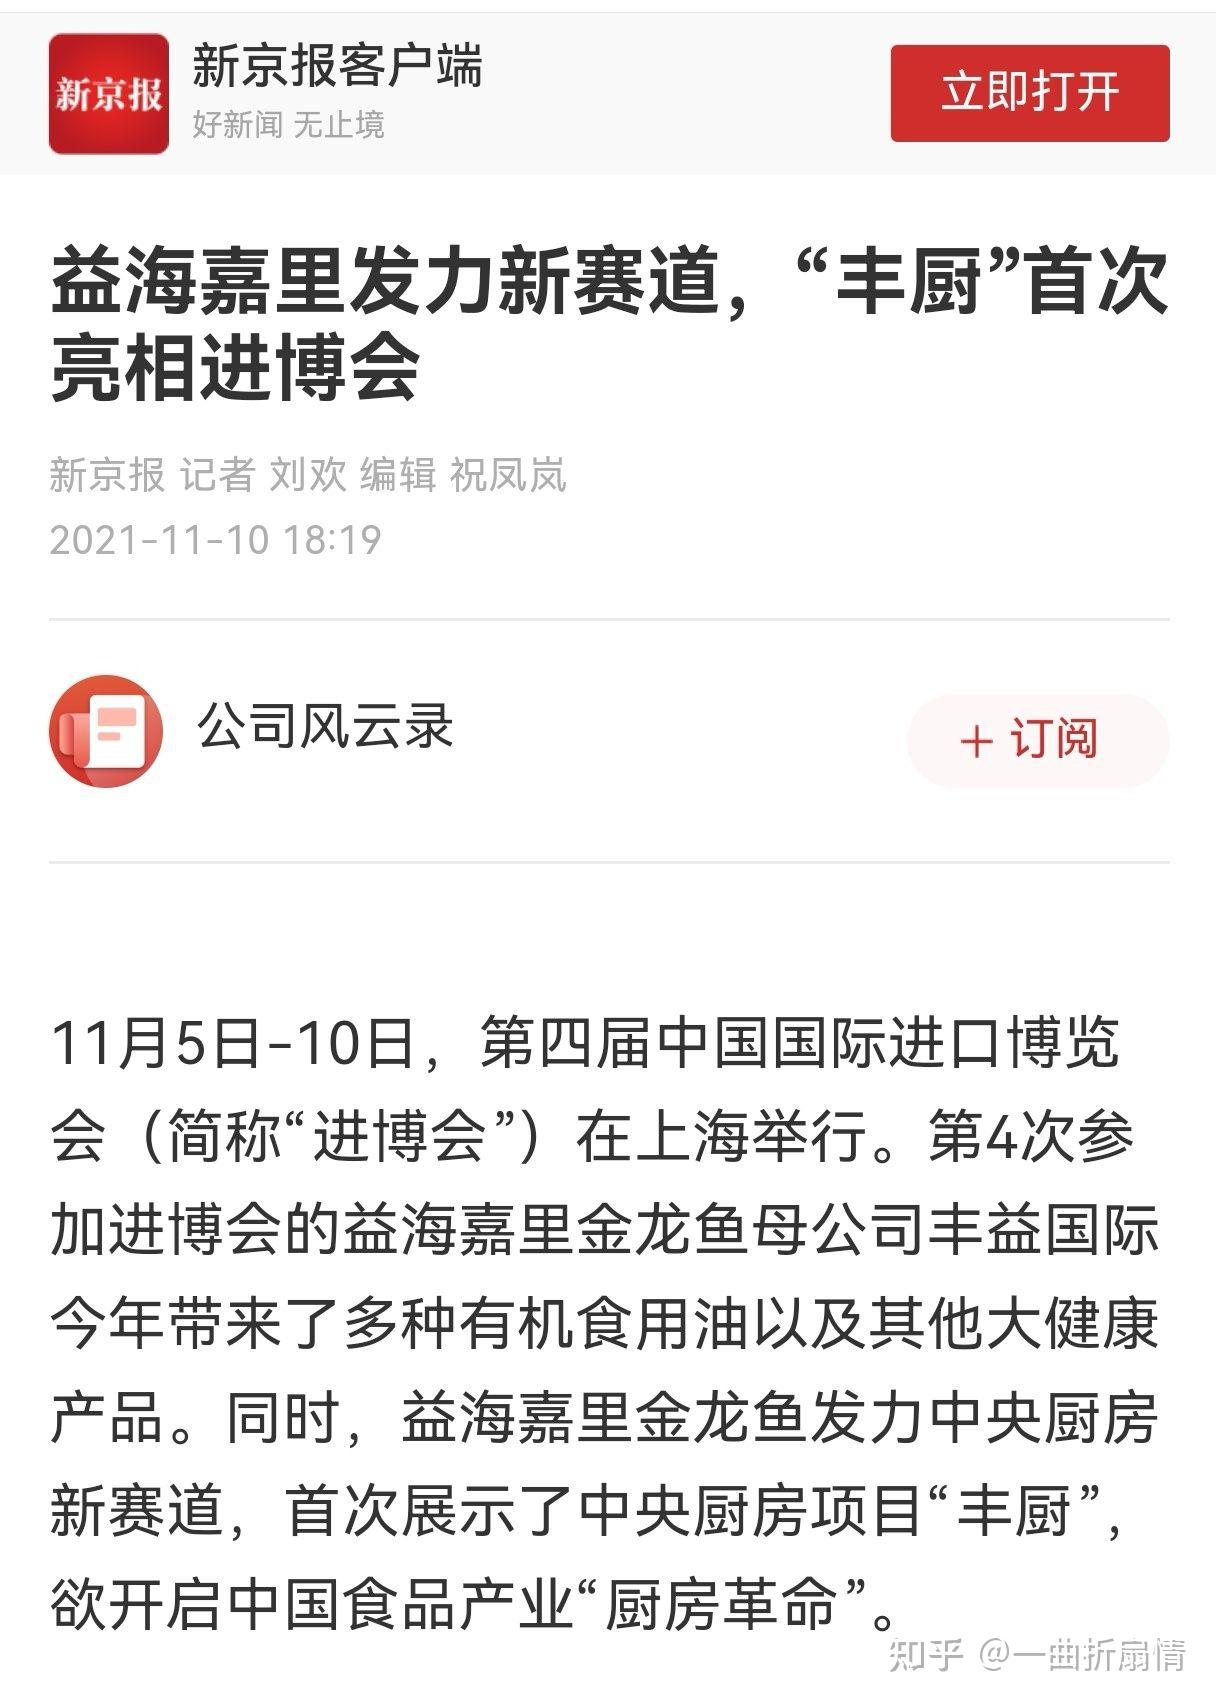 新京报
新京报客户端
好新闻 无止境
立即打开
益海嘉里发力新赛道，“丰厨”首次
亮相进博会
新京报 记者 刘欢 编辑 祝凤岚
2021-11-10 18:19
公司风云录
+ 订阅
11月5日-10日，第四届中国国际进口博览
会（简称“进博会”）在上海举行。第4次参
加进博会的益海嘉里金龙鱼母公司丰益国际
今年带来了多种有机食用油以及其他大健康
产品。同时，益海嘉里金龙鱼发力中央厨房
新赛道，首次展示了中央厨房项目“丰厨”，
欲开启中国食品产业“厨房革命”。
知乎 @一曲折扇情